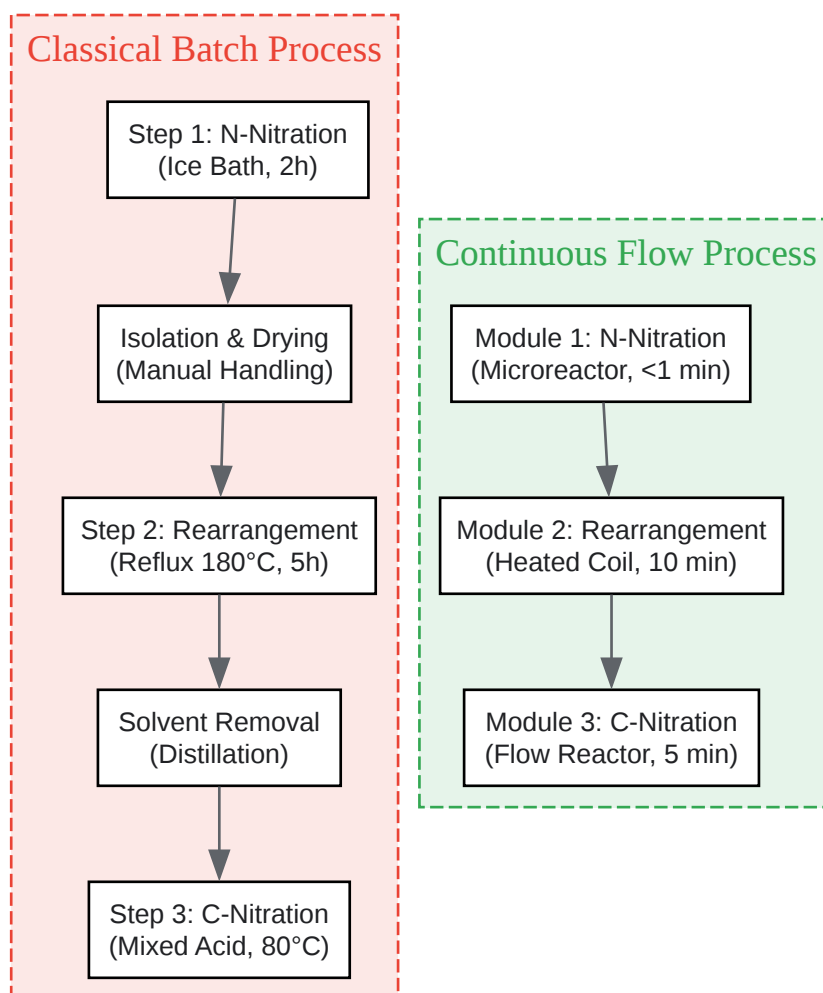 Classical Batch Process
Step 1: N-Nitration
(Ice Bath, 2h)
Isolation & Drying
(Manual Handling)
Step 2: Rearrangement
(Reflux 180°C, 5h)
Solvent Removal
(Distillation)
Step 3: C-Nitration
(Mixed Acid, 80°C)
Continuous Flow Process
Module 1: N-Nitration
(Microreactor, <1 min)
Module 2: Rearrangement
(Heated Coil, 10 min)
Module 3: C-Nitration
(Flow Reactor, 5 min)